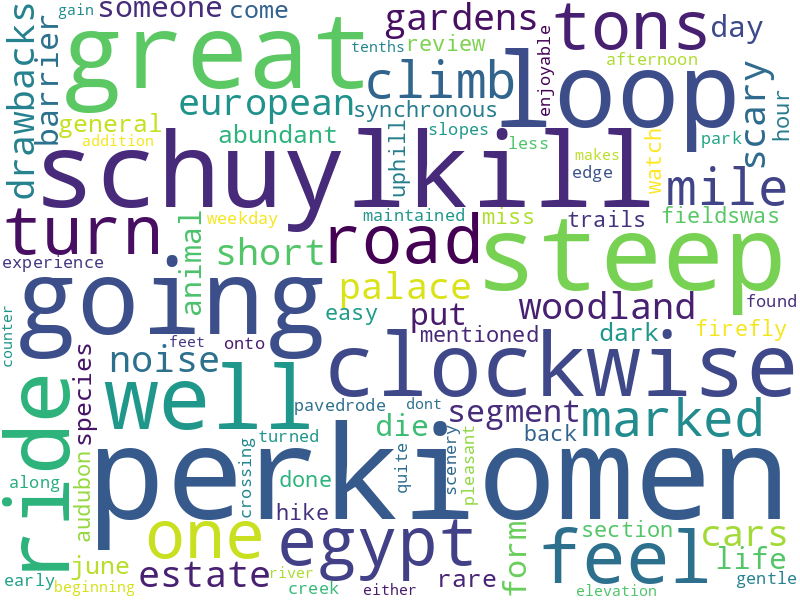 gain someone come
great
tenths
gardens
review
enjoyable
tons
day
afternoon
drawbacks
barrier
european
climb
synchronous
loop
scary
hour
general
addition
abundant
uphill
slopes
less
park
makes
edge
watch
schuylkill
mile
turn
weekday
animal
maintained
miss
trails
fieldswas
experience
short
road
steep
going
palace
put
woodland
found
counter
feet
onto
easy
mentioned
dark
firefly
species
noise
clockwise
ride
well
pavedrode
dont
segment
marked
die
back
perkiomen
along
audubon
crossing
turned
done
quite
scenery
pleasant
hike
one
egypt
form
feel
section
cars
life
early
june
beginning
estate
river
creek
either
rare
elevation
gentle